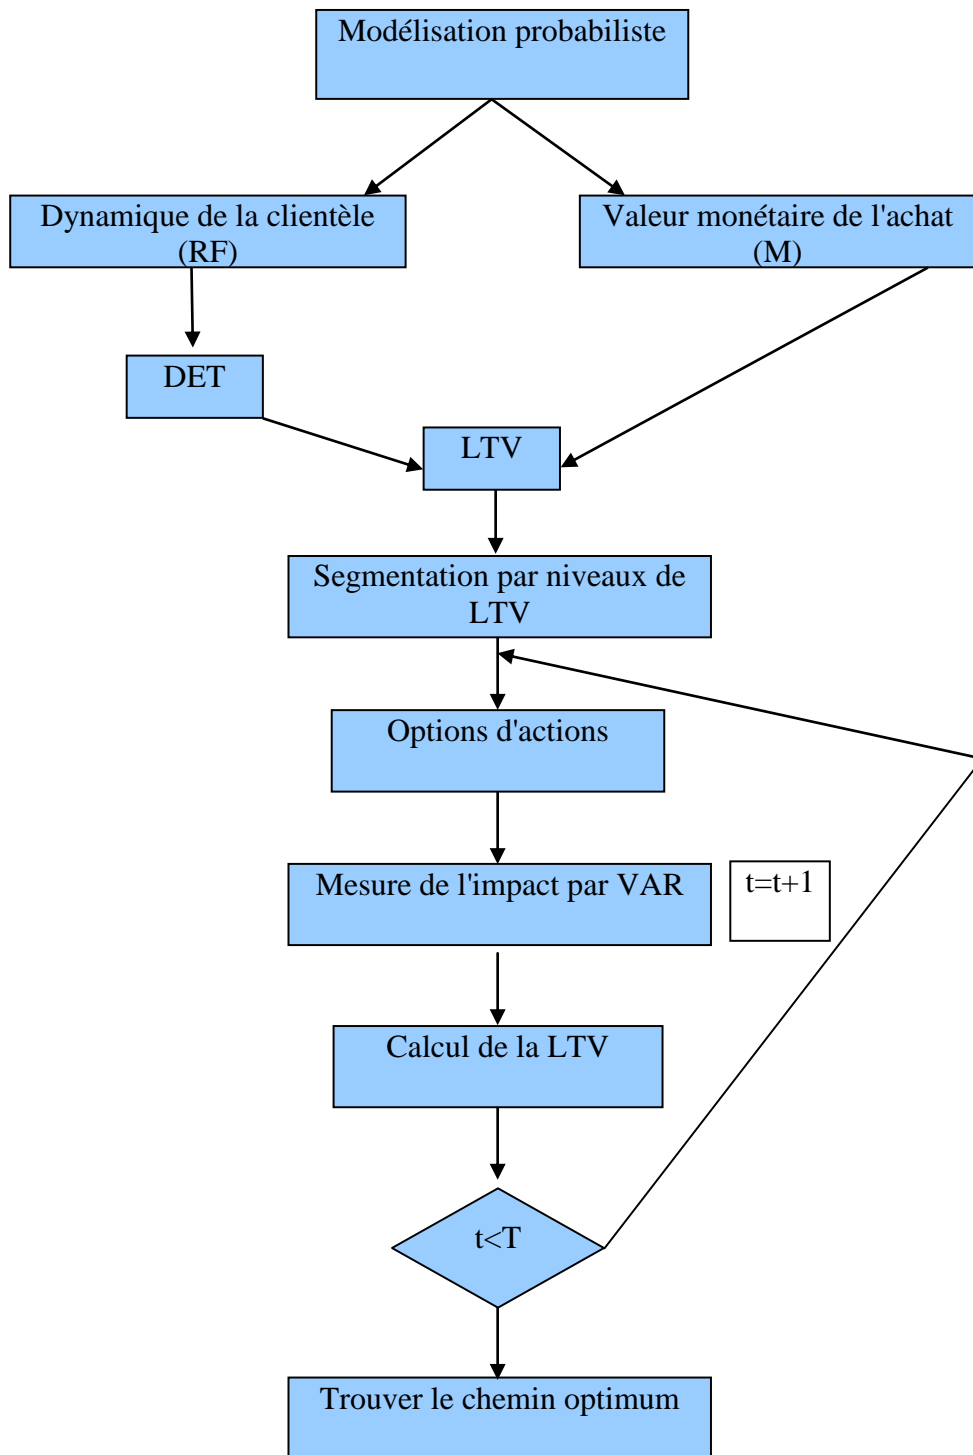 Modélisation probabiliste
Dynamique de la clientèle
(RF)
Valeur monétaire de l'achat
(M)
DET
LTV
Segmentation par niveaux de
LTV
Options d'actions
Mesure de l'impact par VAR
t=t+1
Calcul de la LTV
t<T
Trouver le chemin optimum